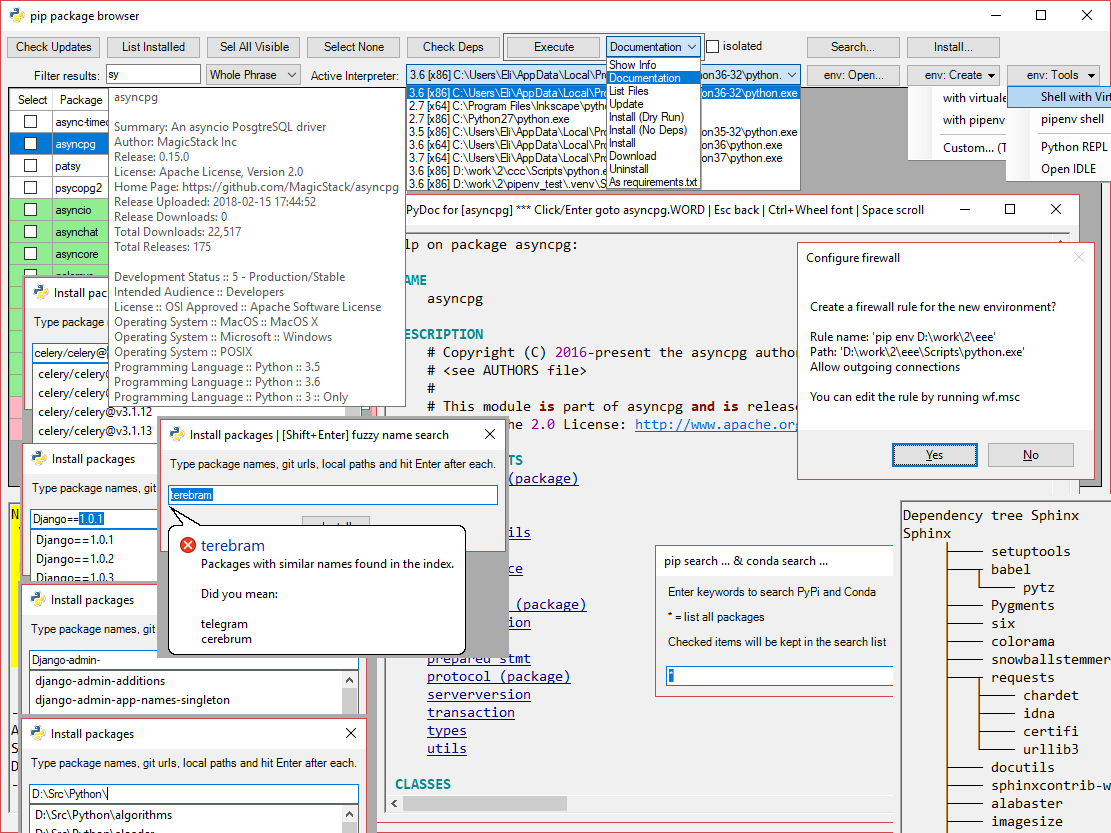 pip package browser
Check Updates
List Installed
Sel All Visible
Select None
Check Deps
Execute
Documentation
isolated
Search...
Install...
Filter results:
sy
Whole Phrase
Active Interpreter:
3.6 [x86] C:\Users\Eli\AppData\Local\Pro
on36-32\python.
env: Open...
env: Create
env: Tools
Show Info
Documentation
List Files
Update
Install (Dry Run)
Install (No Deps)
Install
Download
Uninstall
As requirements.txt
3.6 [x86] C:\Users\Eli\AppData\Local\Pro
on36-32\python.exe
2.7 [x64] C:\Program Files\Inkscape\pyth
2.7 [x64] C:\Python27\python.exe
3.5 [x86] C:\Users\Eli\AppData\Local\Pro
on35-32\python.exe
3.6 [x64] C:\Users\Eli\AppData\Local\Pro
on36\python.exe
3.7 [x64] C:\Users\Eli\AppData\Local\Pro
on37\python.exe
3.6 [x86] D:\work\2\ccc\Scripts\python.e
3.6 [x86] D:\work\2\pipenv_test\.venv\S
with virtuale
with pipenv
Custom... (T
Shell with Virt
pipenv shell
Python REPL
Open IDLE
Select
Package
async-timeo
asyncpg
patsy
psycopg2
asyncio
asynchat
asyncore
asyncpg
Summary: An asyncio PosgtreSQL driver
Author: MagicStack Inc
Release: 0.15.0
License: Apache License, Version 2.0
Home Page: https://github.com/MagicStack/asyncpg
Release Uploaded: 2018-02-15 17:44:52
Release Downloads: 0
Total Downloads: 22,517
Total Releases: 175
Development Status :: 5 - Production/Stable
Intended Audience :: Developers
License :: OSI Approved :: Apache Software License
Operating System :: MacOS :: MacOS X
Operating System :: Microsoft :: Windows
Operating System :: POSIX
Programming Language :: Python :: 3.5
Programming Language :: Python :: 3.6
Programming Language :: Python :: 3 :: Only
PyDoc for [asyncpg] *** Click/Enter goto asyncpg.WORD | Esc back | Ctrl+Wheel font | Space scroll
lp on package asyncpg:
AME
asyncpg
ESCRIPTION
# Copyright (C) 2016-present the asyncpg author
# <see AUTHORS file>
#
# This module is part of asyncpg and is releas
he 2.0 License: http://www.apache.org
TS
(package)
ils
ce
(package)
ion
prepared_stmt
protocol (package)
serverversion
transaction
types
utils
CLASSES
Configure firewall
Create a firewall rule for the new environment?
Rule name: 'pip env D:\work\2\eee'
Path: 'D:\work\2\eee\Scripts\python.exe'
Allow outgoing connections
You can edit the rule by running wf.msc
Yes
No
Install pac
Type package n
celery/celery@
celery/celery@
celery/celery@
celery/celery@v3.1.12
celery/celery@v3.1.13
Install packages
Type package names, git
Django==1.0.1
Django==1.0.1
Django==1.0.2
Django==1.0.3
Install packages | [Shift+Enter] fuzzy name search
Type package names, git urls, local paths and hit Enter after each.
terebram
Install
terebram
Packages with similar names found in the index.
Did you mean:
telegram
cerebrum
Install packages
Type package names, git
Django-admin-
django-admin-additions
django-admin-app-names-singleton
Install packages
Type package names, git urls, local paths and hit Enter after each.
D:\Src\Python\
D:\Src\Python\algorithms
pip search ... & conda search ...
Enter keywords to search PyPi and Conda
* = list all packages
Checked items will be kept in the search list
*
Dependency tree Sphinx
Sphinx
setuptools
babel
pytz
Pygments
six
colorama
snowballstemmer
requests
chardet
idna
certifi
urllib3
docutils
sphinxcontrib-w
alabaster
imagesize